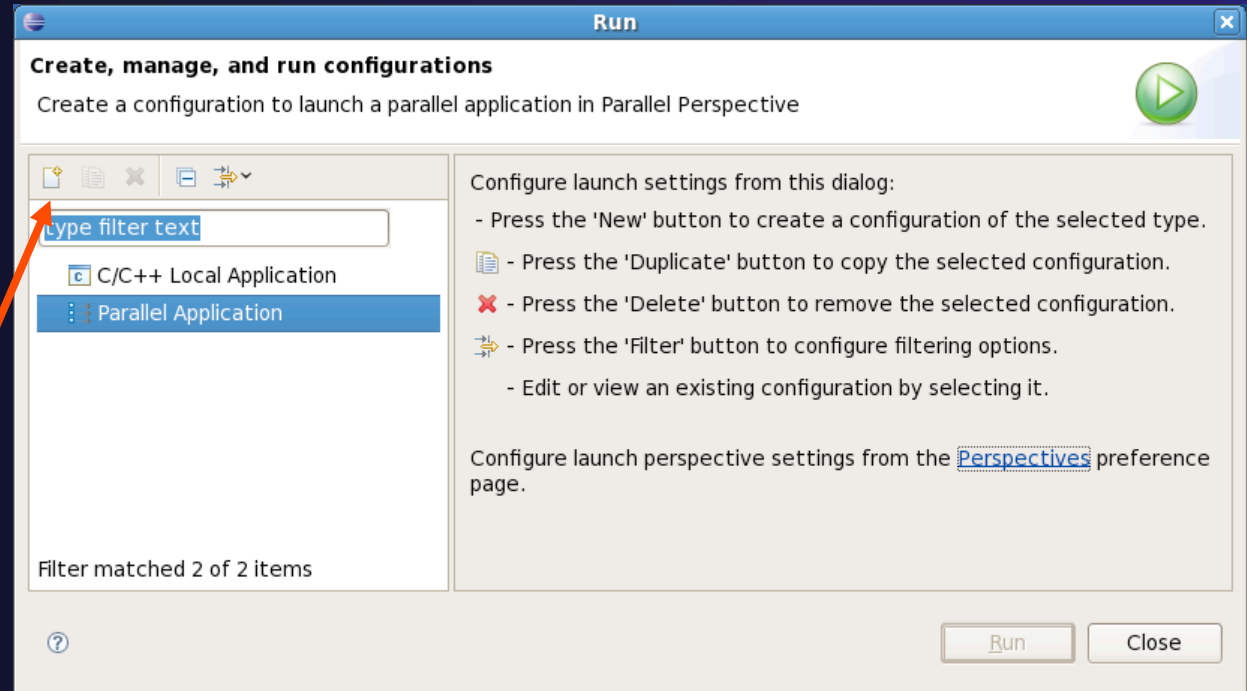 Run
Create, manage, and run configurations
Create a configuration to launch a parallel application in Parallel Perspective
type filter text
C/C++ Local Application
Parallel Application
Filter matched 2 of 2 items
Configure launch settings from this dialog:
- Press the 'New' button to create a configuration of the selected type.
- Press the 'Duplicate' button to copy the selected configuration.
- Press the 'Delete' button to remove the selected configuration.
- Press the 'Filter' button to configure filtering options.
- Edit or view an existing configuration by selecting it.
Configure launch perspective settings from the Perspectives preference
page.
Run
Close